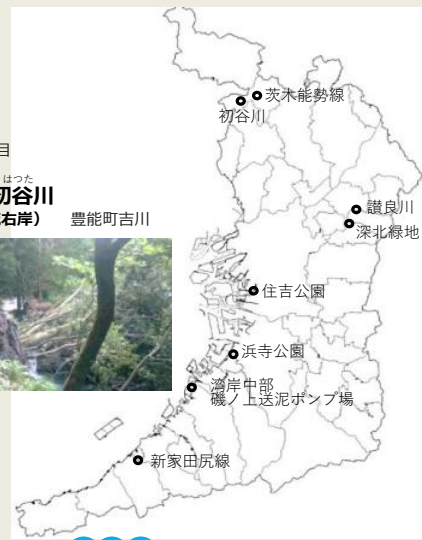 目
はつた
初谷川
右岸） 豊能町吉川
茨木能勢線
初谷川
讃良川
深北緑地
住吉公園
浜寺公園
湾岸中部
磯ノ上送泥ポンプ場
新家田尻線